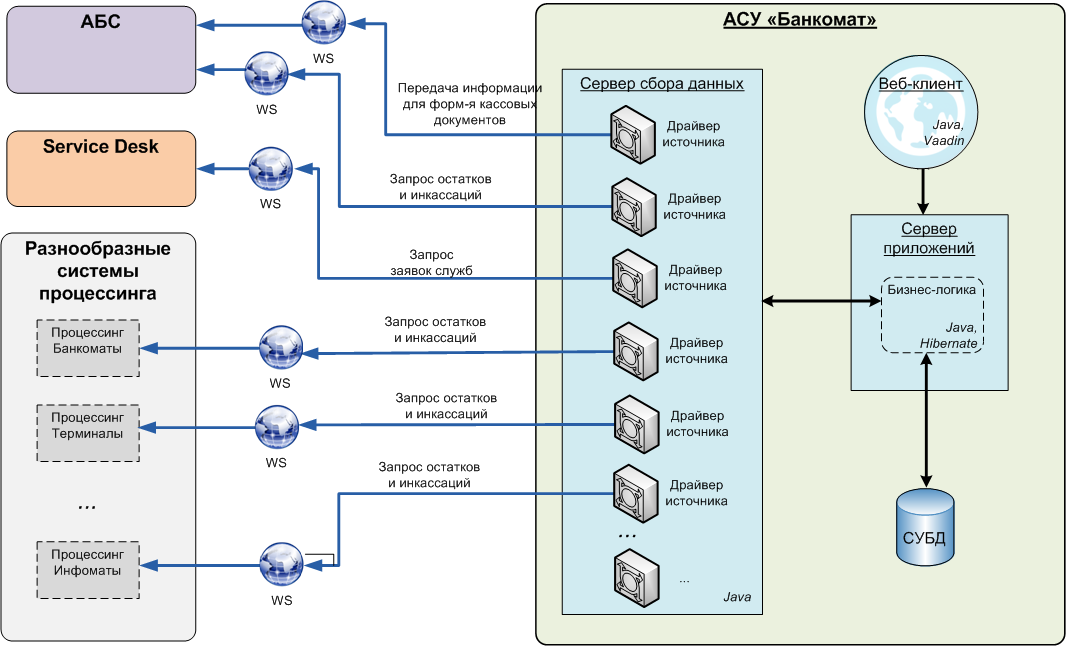 АБС
WS
WS
Service Desk
WS
Разнообразные
системы
процессинга
Процессинг
Банкоматы
WS
Процессинг
Терминалы
WS
...
Процессинг
Инфоматы
WS
Передача информации
для форм-я кассовых
документов
Запрос остатков
и инкассаций
Запрос
заявок служб
Запрос остатков
и инкассаций
Запрос остатков
и инкассаций
Запрос остатков
и инкассаций
АСУ «Банкомат»
Сервер сбора данных
Драйвер
источника
Драйвер
источника
Драйвер
источника
Драйвер
источника
Драйвер
источника
Драйвер
источника
...
...
Java
Веб-клиент
Java,
Vaadin
Сервер
приложений
Бизнес-логика
Java,
Hibernate
СУБД